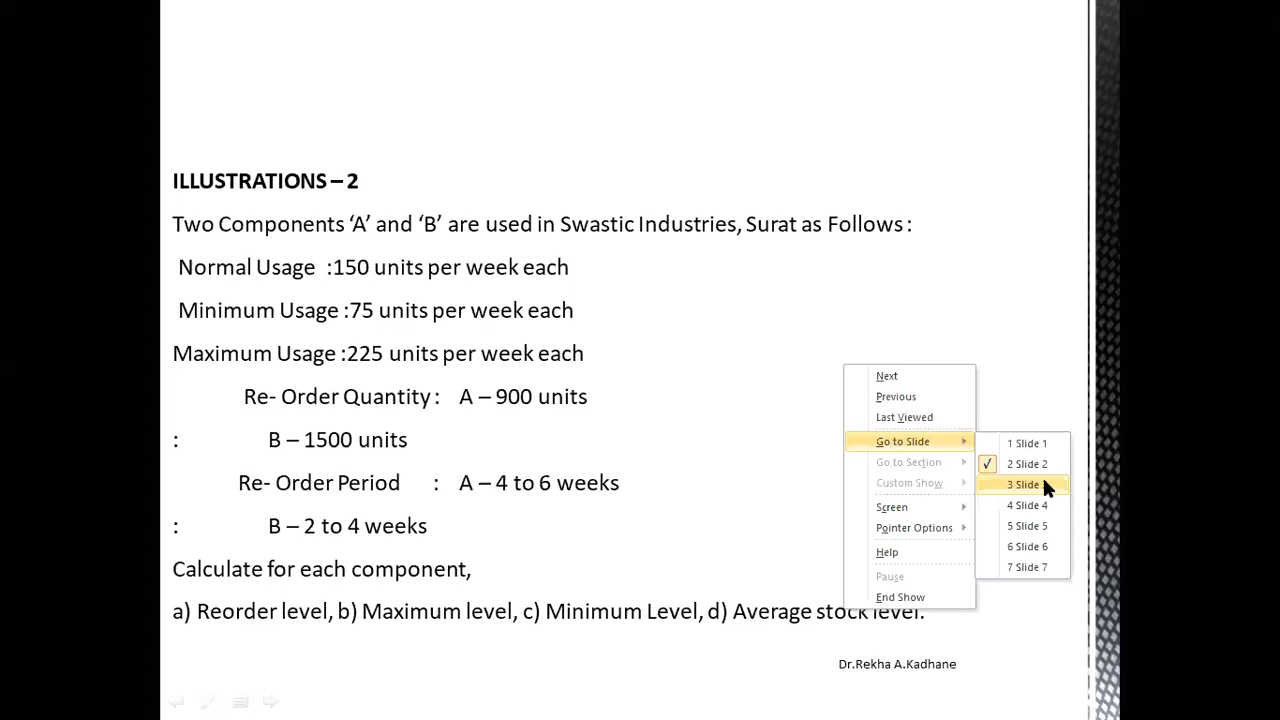 ILLUSTRATIONS – 2
Two Components ‘A’ and ‘B’ are used in Swastic Industries, Surat as Follows :
Normal Usage :150 units per week each
Minimum Usage :75 units per week each
Maximum Usage :225 units per week each
Re- Order Quantity : A – 900 units
: B – 1500 units
Re- Order Period : A – 4 to 6 weeks
: B – 2 to 4 weeks
Calculate for each component,
a) Reorder level, b) Maximum level, c) Minimum Level, d) Average stock level.
Dr.Rekha A.Kadhane
Next
Previous
Last Viewed
Go to Slide
Go to Section
Custom Show
Screen
Pointer Options
Help
Pause
End Show
1 Slide 1
2 Slide 2
3 Slide
4 Slide 4
5 Slide 5
6 Slide 6
7 Slide 7